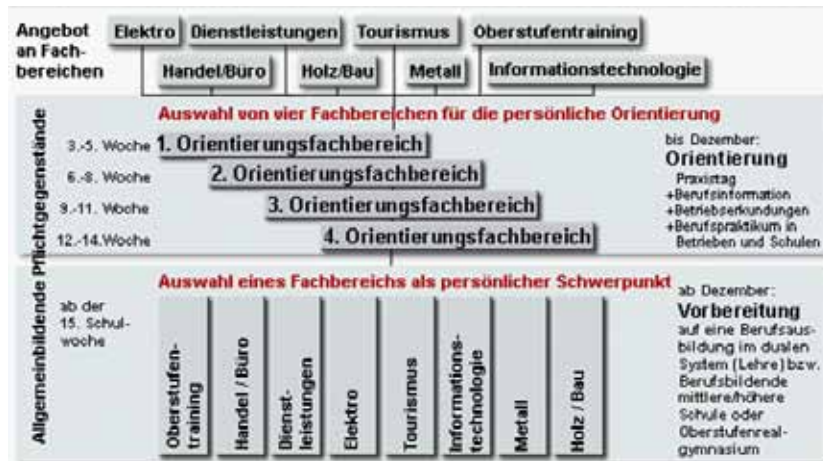 Angebot
an Fach-
bereichen
Elektro
Dienstleistungen
Tourismus
Oberstufentraining
Handel/Büro
Holz/Bau
Metall
Informationstechnologie
Allgemeinbildende Pflichtgegenstände
Auswahl von vier Fachbereichen für die persönliche Orientierung
3.-5. Woche
1. Orientierungsfachbereich
6.-8. Woche
2. Orientierungsfachbereich
9.-11. Woche
3. Orientierungsfachbereich
12.-14. Woche
4. Orientierungsfachbereich
bis Dezember:
Orientierung
Praxistag
+Berufsinformation
+Betriebserkundungen
+Berufspraktikum in
Betrieben und Schulen
Auswahl eines Fachbereichs als persönlicher Schwerpunkt
ab der
15. Schul-
woche
Oberstufen-
training
Handel / Büro
Dienst-
leistungen
Elektro
Tourismus
Informations-
technologie
Metall
Holz / Bau
ab Dezember:
Vorbereitung
auf eine Berufsaus-
bildung im dualen
System (Lehre) bzw.
Berufsbildende
mittlere/höhere
Schule oder
Oberstufenreal-
gymnasium